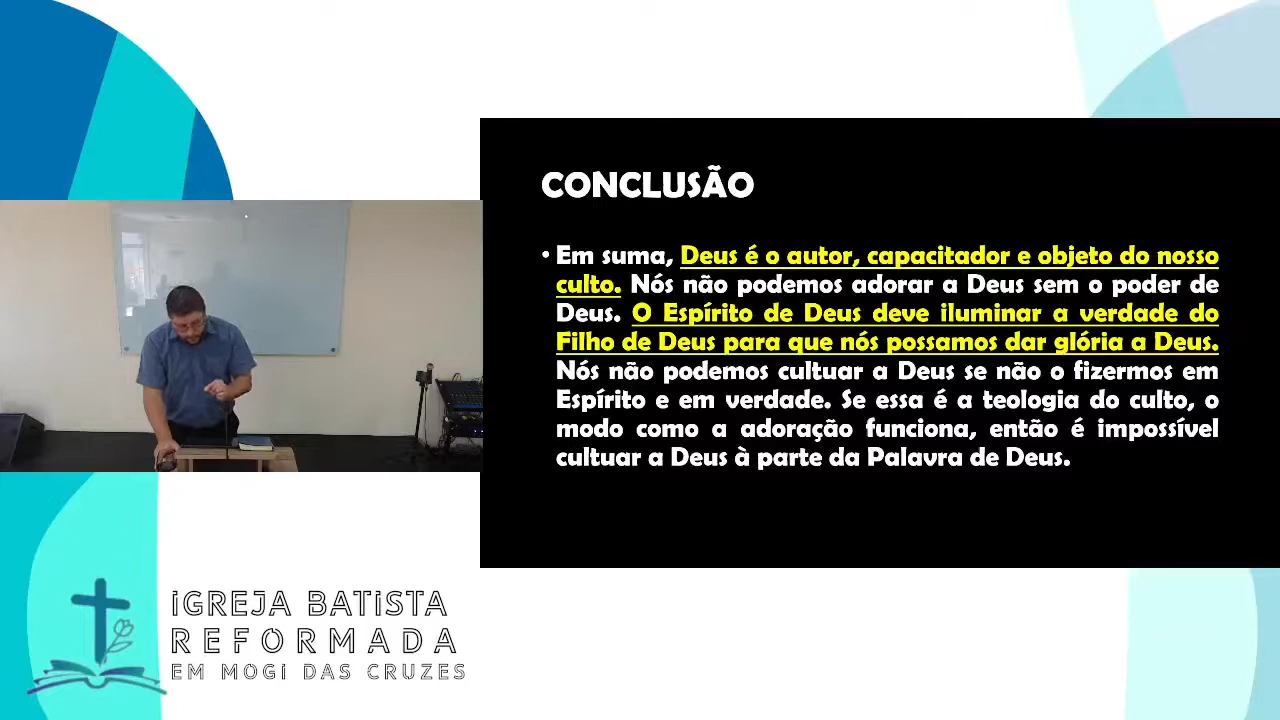 CONCLUSÃO
• Em suma, Deus é o autor, capacitador e objeto do nosso
culto. Nós não podemos adorar a Deus sem o poder de
Deus. O Espírito de Deus deve iluminar a verdade do
Filho de Deus para que nós possamos dar glória a Deus.
Nós não podemos cultuar a Deus se não o fizermos em
Espírito e em verdade. Se essa é a teologia do culto, o
modo como a adoração funciona, então é impossível
cultuar a Deus à parte da Palavra de Deus.
iGREJA BATiSTA
REFORMADA
EM MOGi DAS CRUZES